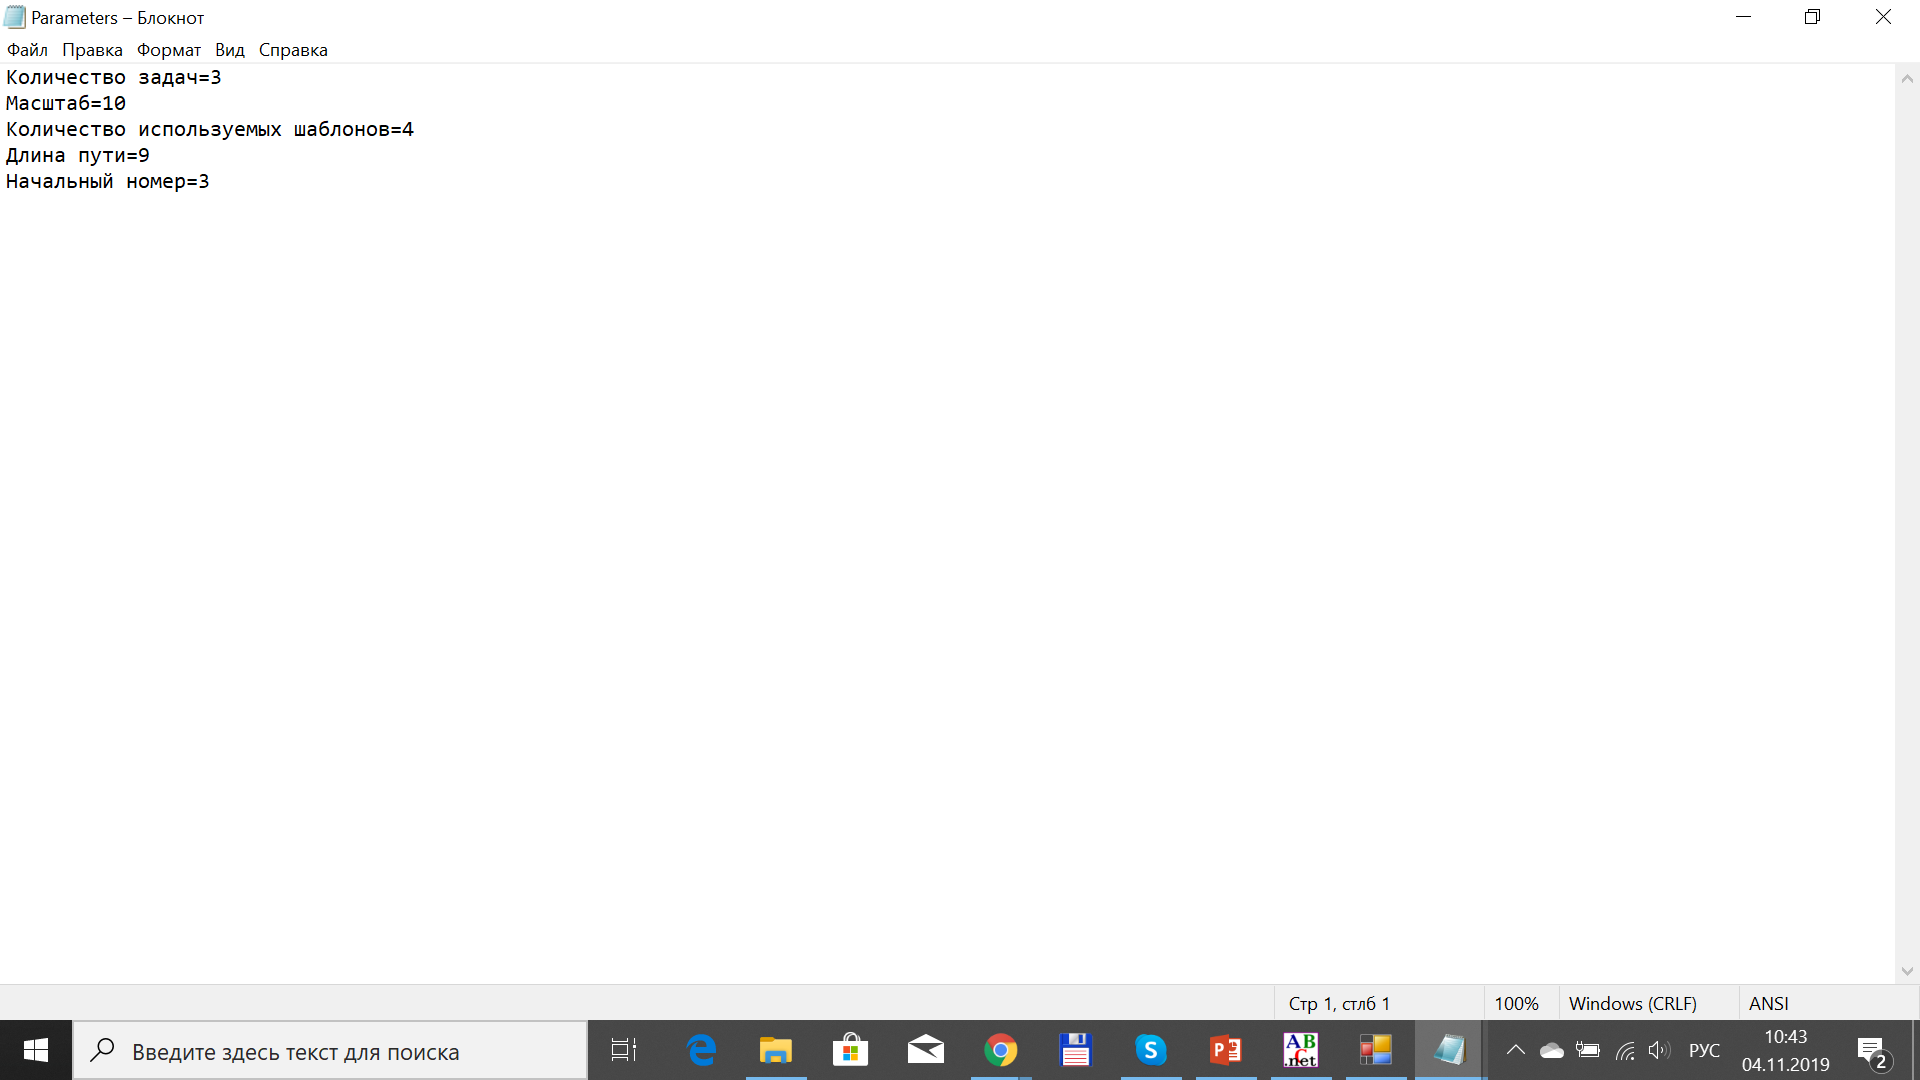 Parameters – Блокнот
Файл Правка Формат Вид Справка
Количество задач=3
Масштаб=10
Количество используемых шаблонов=4
Длина пути=9
Начальный номер=3
Стр 1, стлб 1 100% Windows (CRLF) ANSI
Введите здесь текст для поиска
AB
C
.net
РУС
10:43
04.11.2019
2